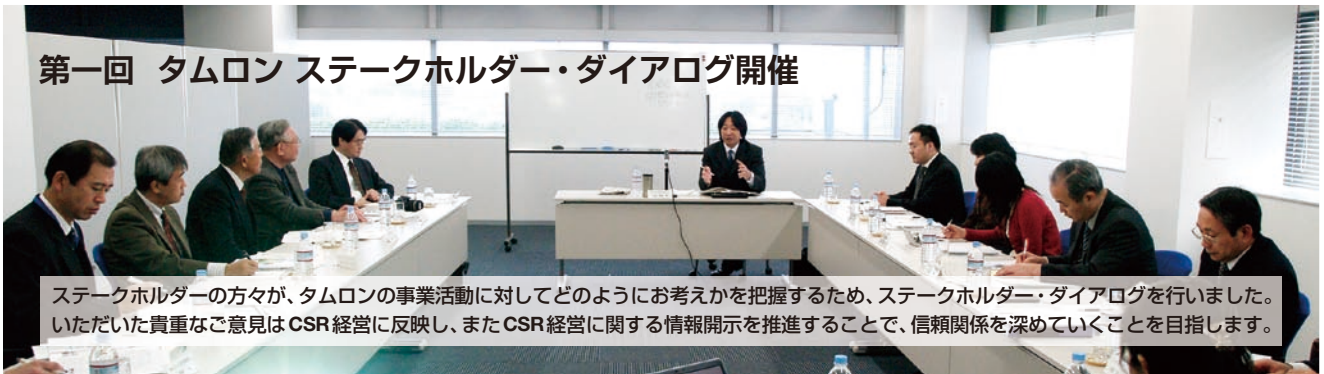 第一回 タムロン ステークホルダー・ダイアログ開催
ステークホルダーの方々が、タムロンの事業活動に対してどのようにお考えかを把握するため、ステークホルダー・ダイアログを行いました。
いただいた貴重なご意見はCSR経営に反映し、またCSR経営に関する情報開示を推進することで、信頼関係を深めていくことを目指します。